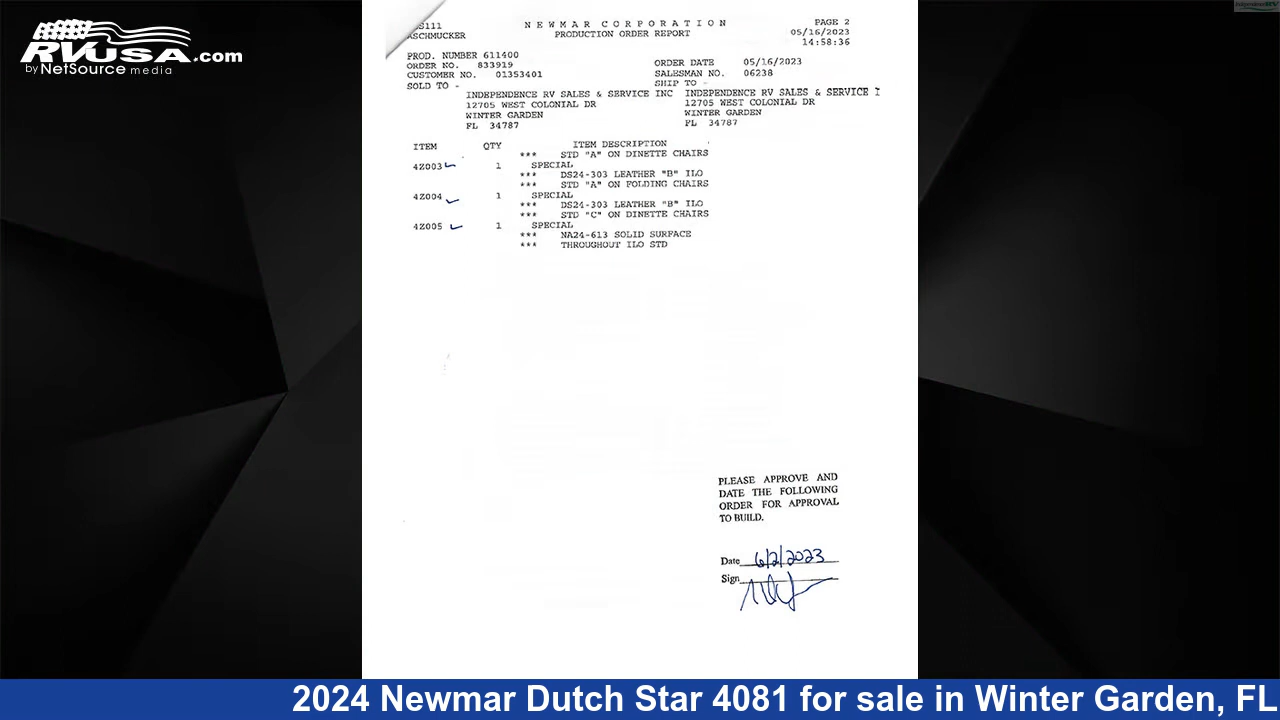 RVUSA.com
by NetSource media
S111
ASCHMUCKER
NEWMAR CORPORATION
PRODUCTION ORDER REPORT
PAGE 2
05/16/2023
14:58:36
PROD. NUMBER 611400
ORDER NO. 833919
CUSTOMER NO. 01353401
SOLD TO -
ORDER DATE 05/16/2023
SALESMAN NO. 06238
SHIP TO -
INDEPENDENCE RV SALES & SERVICE INC INDEPENDENCE RV SALES & SERVICE I
12705 WEST COLONIAL DR 12705 WEST COLONIAL DR
WINTER GARDEN WINTER GARDEN
FL 34787 FL 34787
ITEM QTY ITEM DESCRIPTION
*** STD "A" ON DINETTE CHAIRS
4Z003 1 SPECIAL
*** DS24-303 LEATHER "B" ILO
*** STD "A" ON FOLDING CHAIRS
4Z004 1 SPECIAL
*** DS24-303 LEATHER "B" ILO
*** STD "C" ON DINETTE CHAIRS
4Z005 1 SPECIAL
*** NA24-613 SOLID SURFACE
*** THROUGHOUT ILO STD
PLEASE APPROVE AND
DATE THE FOLLOWING
ORDER FOR APPROVAL
TO BUILD.
Date 6/2/2023
Sign
2024 Newmar Dutch Star 4081 for sale in Winter Garden, FL